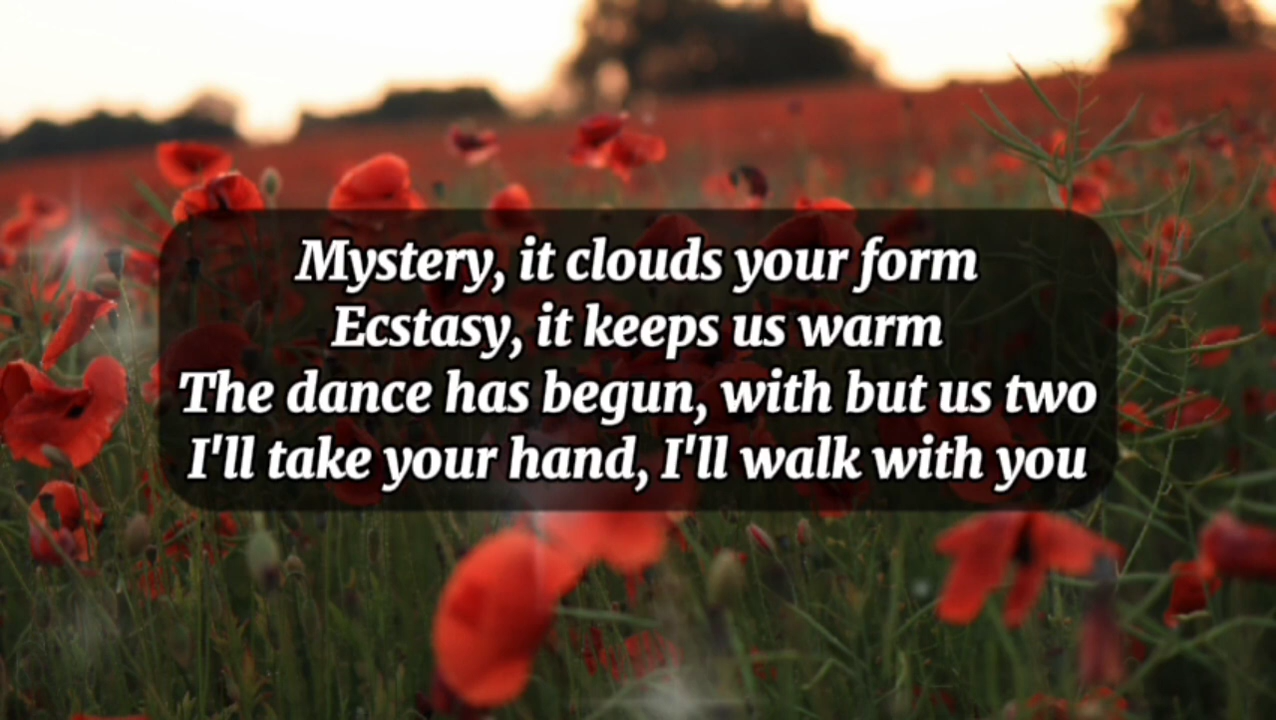 Mystery, it clouds your form
Ecstasy, it keeps us warm
The dance has begun, with but us two
I'll take your hand, I'll walk with you